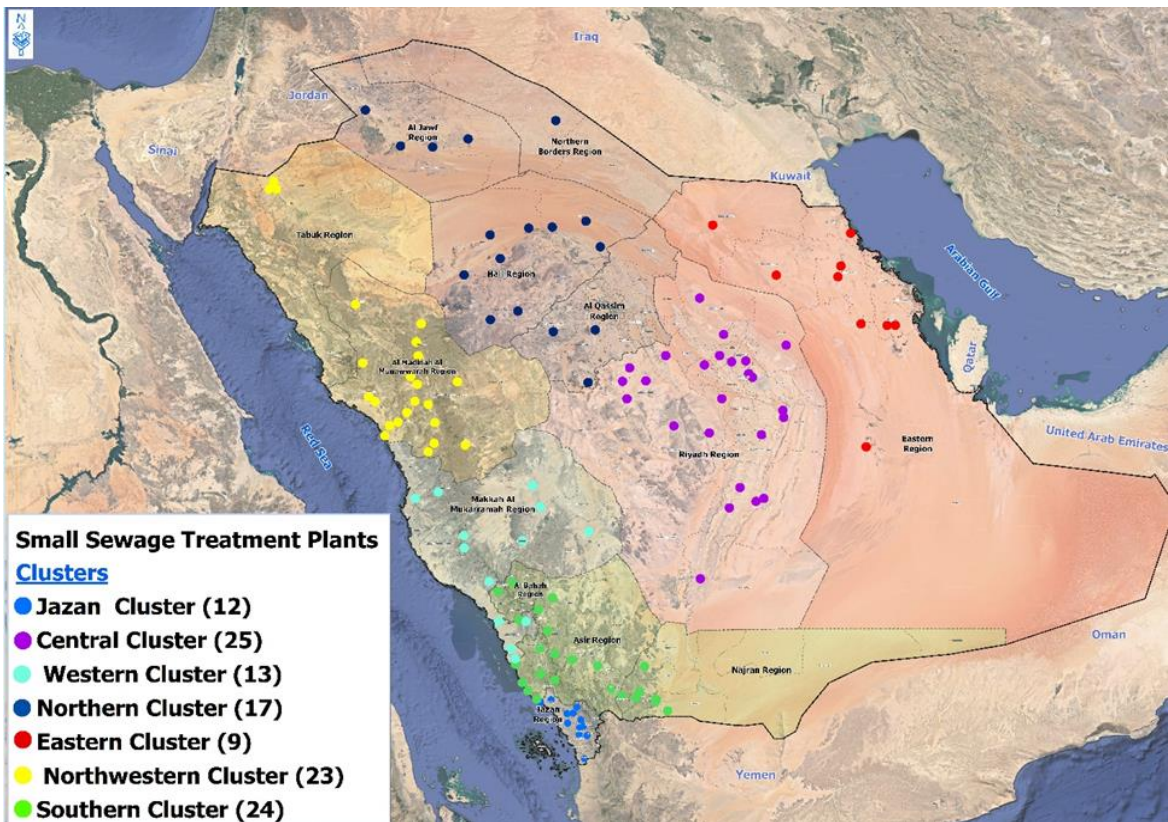 N
Iraq
Jordan
Al Jawf
Region
Northern
Borders Region
Sinai
Kuwait
Tabuk Region
Hail Region
Arabian Gulf
Al Qassim
Region
Al Madinah Al
Munawwarah Region
Qatar
Red Sea
United Arab Emirates
Eastern
Region
Riyadh Region
Makkah Al
Mukarramah Region
Al Bahah
Region
Asir Region
Oman
Najran Region
Jazan
Region
Yemen
Small Sewage Treatment Plants
Clusters
Jazan Cluster (12)
Central Cluster (25)
Western Cluster (13)
Northern Cluster (17)
Eastern Cluster (9)
Northwestern Cluster (23)
Southern Cluster (24)